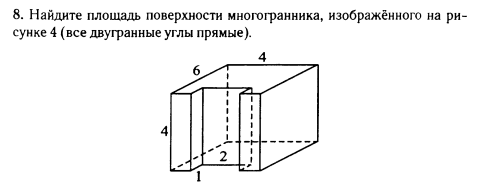 8. Найдите площадь поверхности многогранника, изображённого на ри-
сунке 4 (все двугранные углы прямые).
4
6
4
2
1